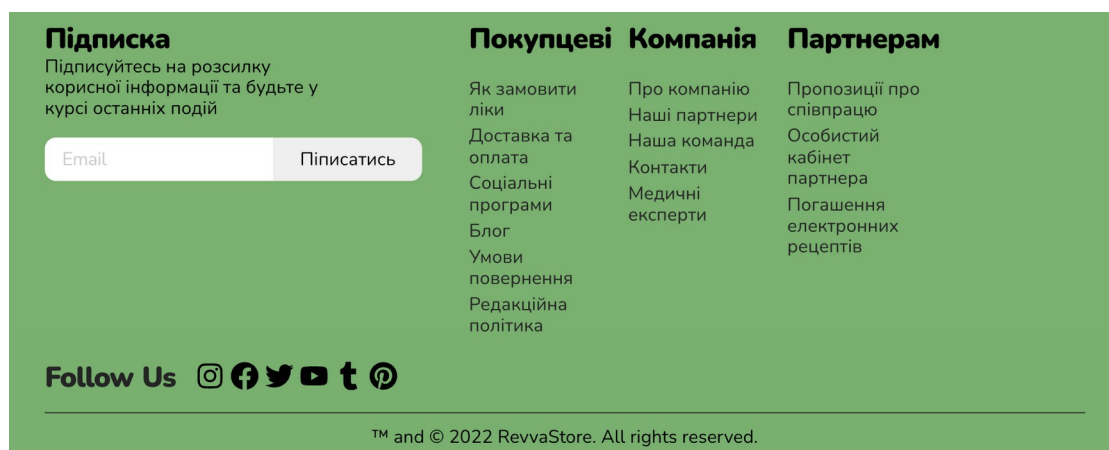 Підписка
Підписуйтесь на розсилку
корисної інформації та будьте у
курсі останніх подій
Email
Піписатись
Покупцеві
Як замовити
ліки
Доставка та
оплата
Соціальні
програми
Блог
Умови
повернення
Редакційна
політика
Компанія
Про компанію
Наші партнери
Наша команда
Контакти
Медичні
експерти
Партнерам
Пропозиції про
співпрацю
Особистий
кабінет
партнера
Погашення
електронних
рецептів
Follow Us
™ and © 2022 RevvaStore. All rights reserved.